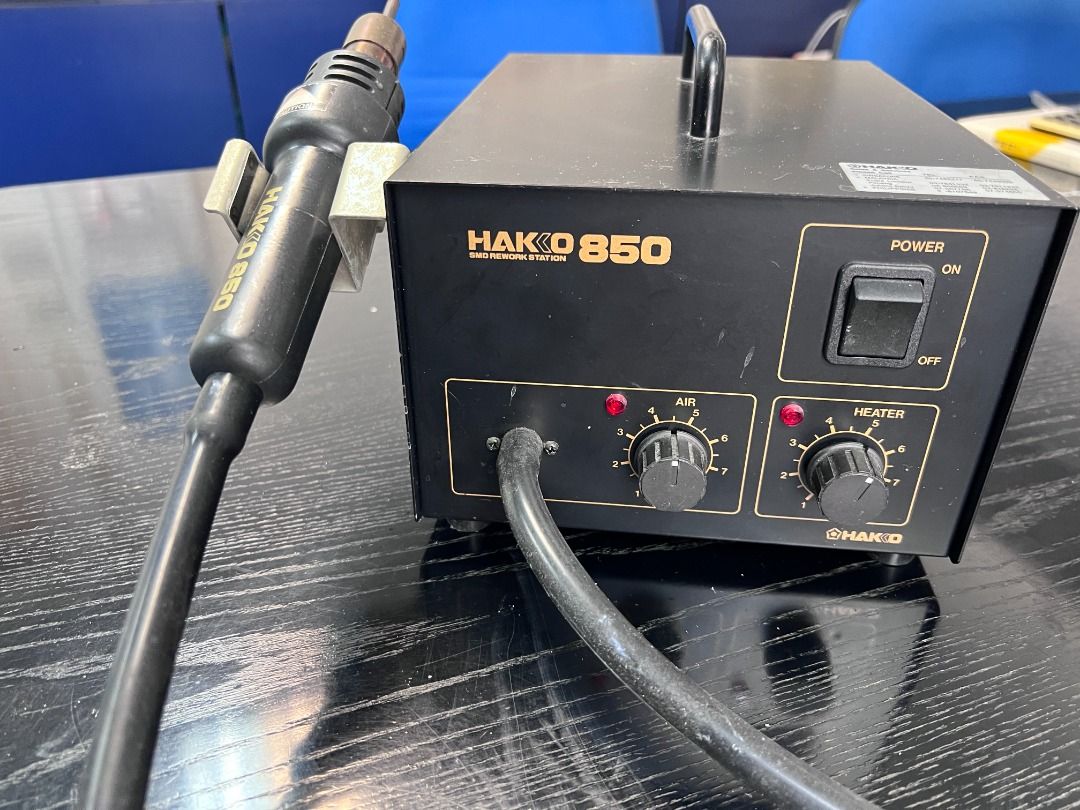 HAKKO 850
HAKKO
HAKKO 850
SMD REWORK STATION
POWER
ON
OFF
AIR
1 2 3 4 5 6 7
HEATER
1 2 3 4 5 6 7
HAKKO